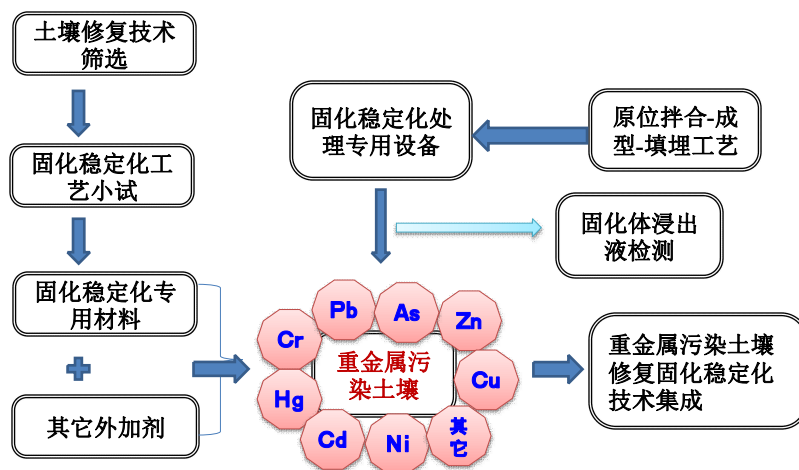 土壤修复技术
筛选
固化稳定化工
艺小试
固化稳定化专
用材料
其它外加剂
固化稳定化处
理专用设备
原位拌合-成
型-填埋工艺
固化体浸出
液检测
Pb
As
Zn
Cr
Cu
Hg
Cd
Ni
其
它
重金属污
染土壤
重金属污染土壤
修复固化稳定化
技术集成